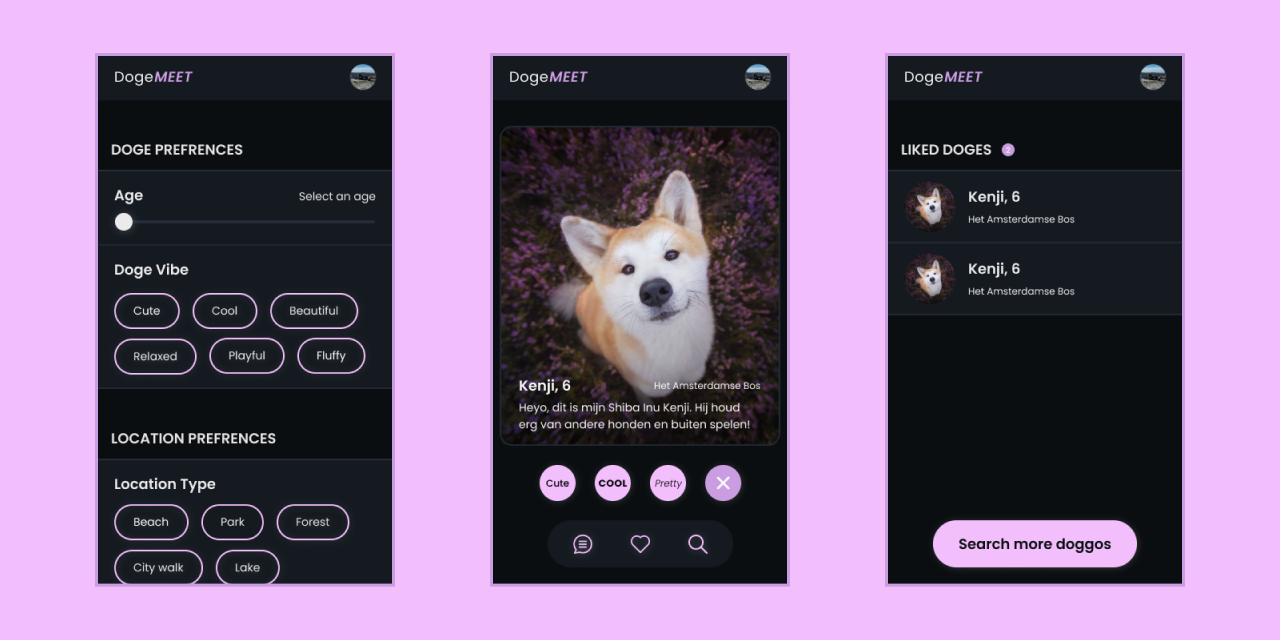 DogeMEET
DOGE PREFRENCES
Age
Select an age
Doge Vibe
Cute
Cool
Beautiful
Relaxed
Playful
Fluffy
LOCATION PREFRENCES
Location Type
Beach
Park
Forest
City walk
Lake
DogeMEET
Kenji, 6
Het Amsterdamse Bos
Heyo, dit is mijn Shiba Inu Kenji. Hij houd
erg van andere honden en buiten spelen!
Cute
COOL
Pretty
DogeMEET
LIKED DOGES 2
Kenji, 6
Het Amsterdamse Bos
Kenji, 6
Het Amsterdamse Bos
Search more doggos